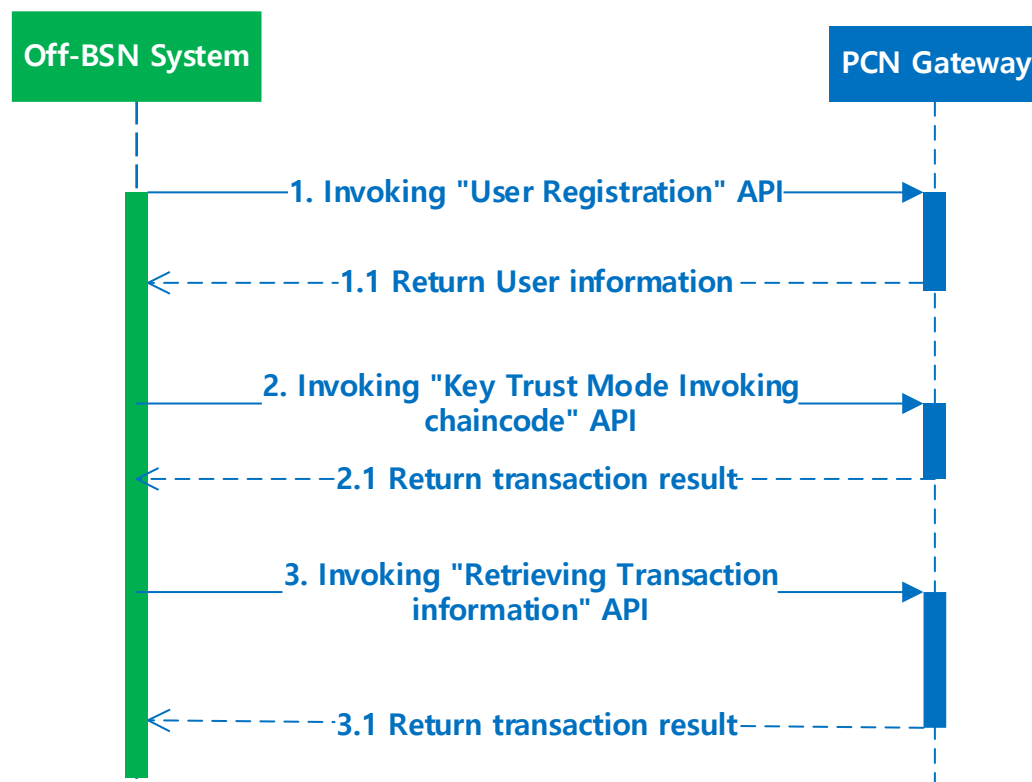 Off-BSN System
PCN Gateway
1. Invoking "User Registration" API
1.1 Return User information
2. Invoking "Key Trust Mode Invoking
chaincode" API
2.1 Return transaction result
3. Invoking "Retrieving Transaction
information" API
3.1 Return transaction result